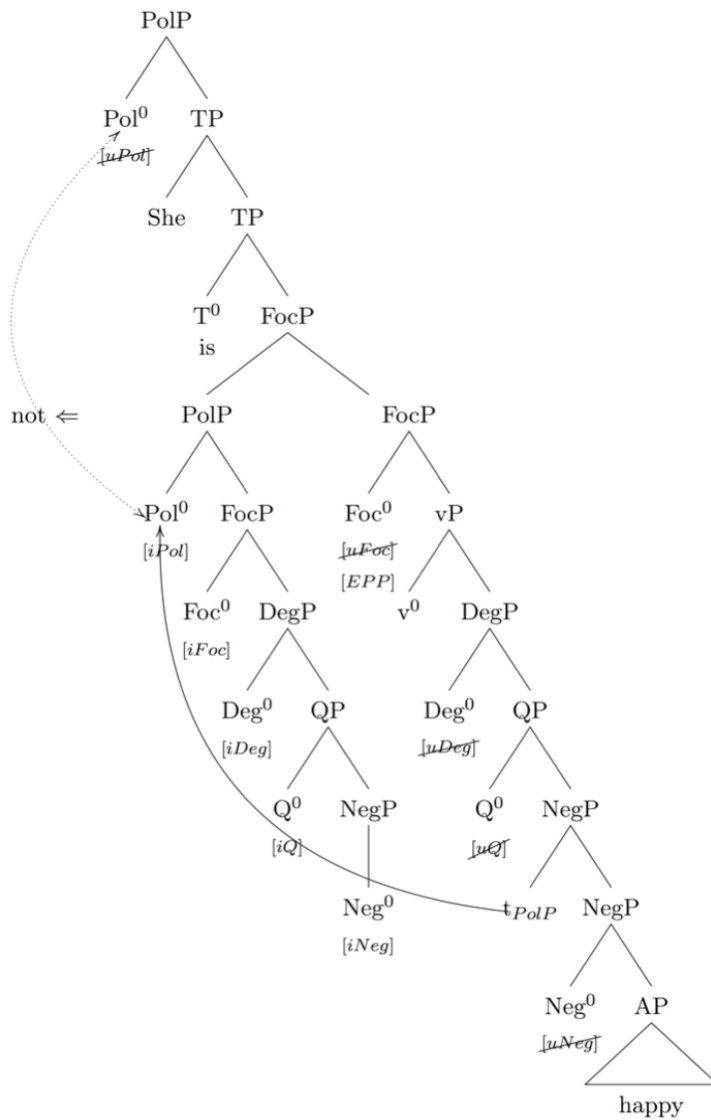 PolP
Pol⁰ TP
[uPol]
She TP
T⁰ FocP
is
not ⇐ PolP FocP
Pol⁰ FocP Foc⁰ vP
[iPol] [uFoc]
[EPP]
Foc⁰ DegP v⁰ DegP
[iFoc]
Deg⁰ QP Deg⁰ QP
[iDeg] [uDeg]
Q⁰ NegP Q⁰ NegP
[iQ] [uQ]
Neg⁰ tPolP NegP
[iNeg]
Neg⁰ AP
[uNeg]
happy